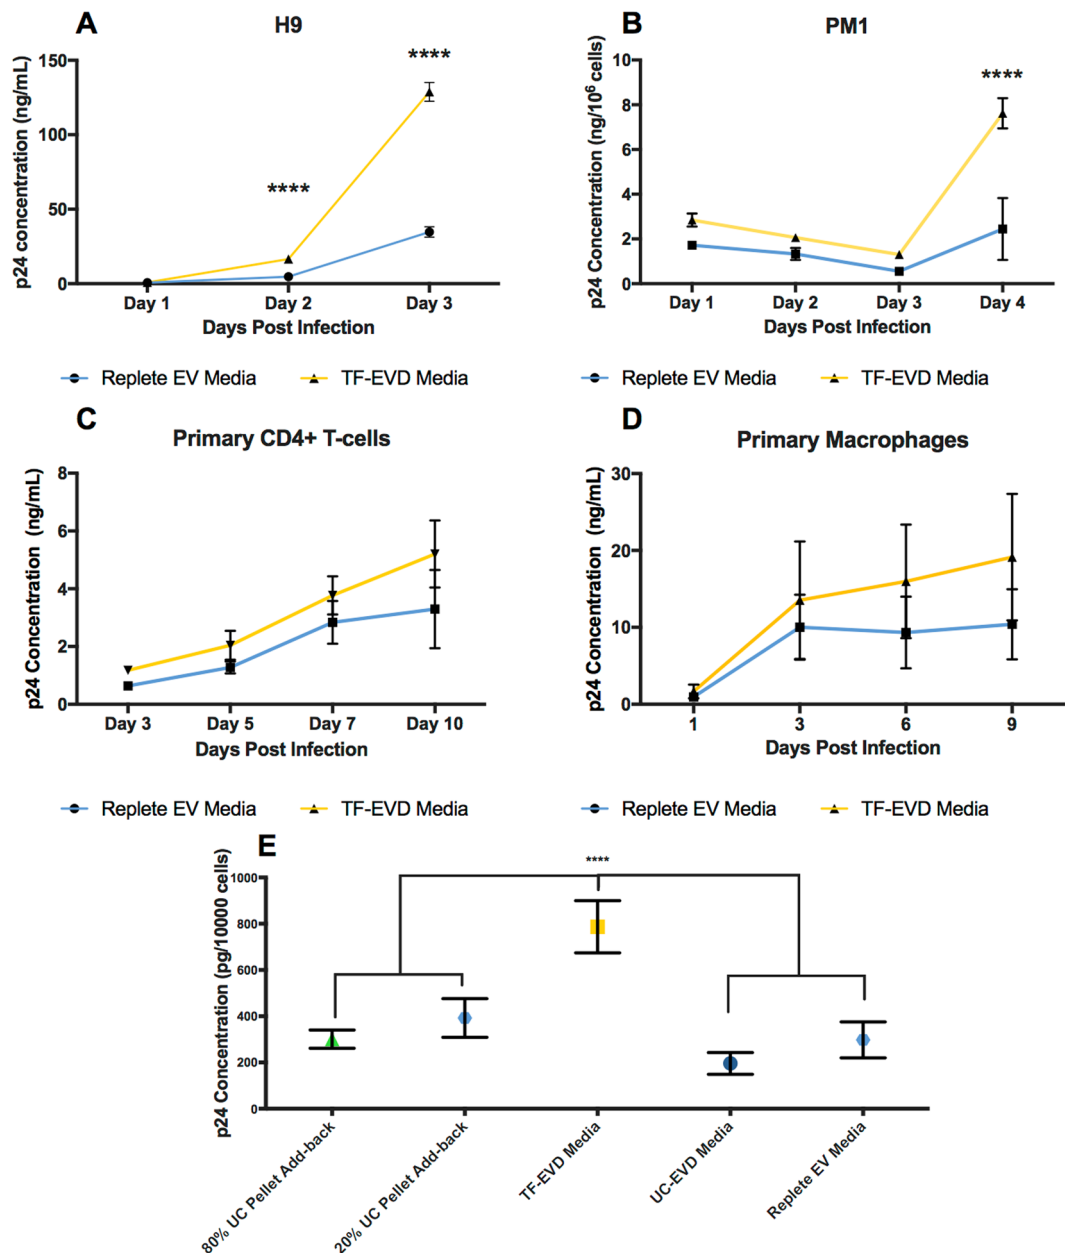 A
H9
p24 concentration (ng/mL)
150
100
50
0
****
****
Day 1
Day 2
Day 3
Days Post Infection
Replete EV Media
TF-EVD Media
B
PM1
p24 Concentration (ng/10⁶ cells)
10
8
6
4
2
0
****
Day 1
Day 2
Day 3
Day 4
Days Post Infection
Replete EV Media
TF-EVD Media
C
Primary CD4+ T-cells
p24 Concentration (ng/mL)
8
6
4
2
0
Day 3
Day 5
Day 7
Day 10
Days Post Infection
Replete EV Media
TF-EVD Media
D
Primary Macrophages
p24 Concentration (ng/mL)
30
20
10
0
1
3
6
9
Days Post Infection
Replete EV Media
TF-EVD Media
E
p24 Concentration (pg/10000 cells)
1000
800
600
400
200
0
****
80% UC Pellet Add-back
20% UC Pellet Add-back
TF-EVD Media
UC-EVD Media
Replete EV Media